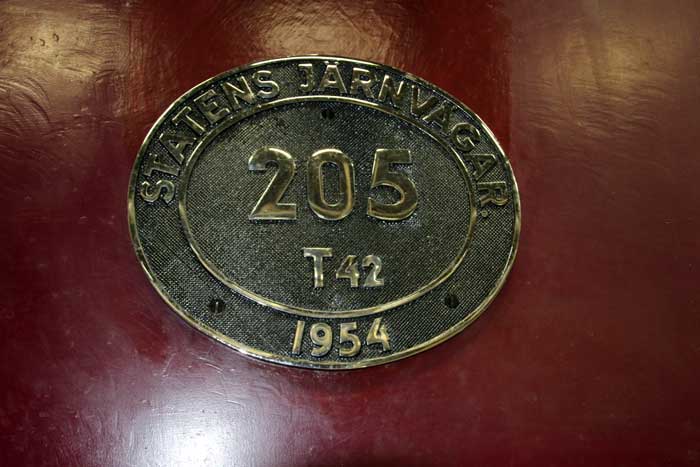 STATENS JÄRNVÄGAR.
205
T42
1954